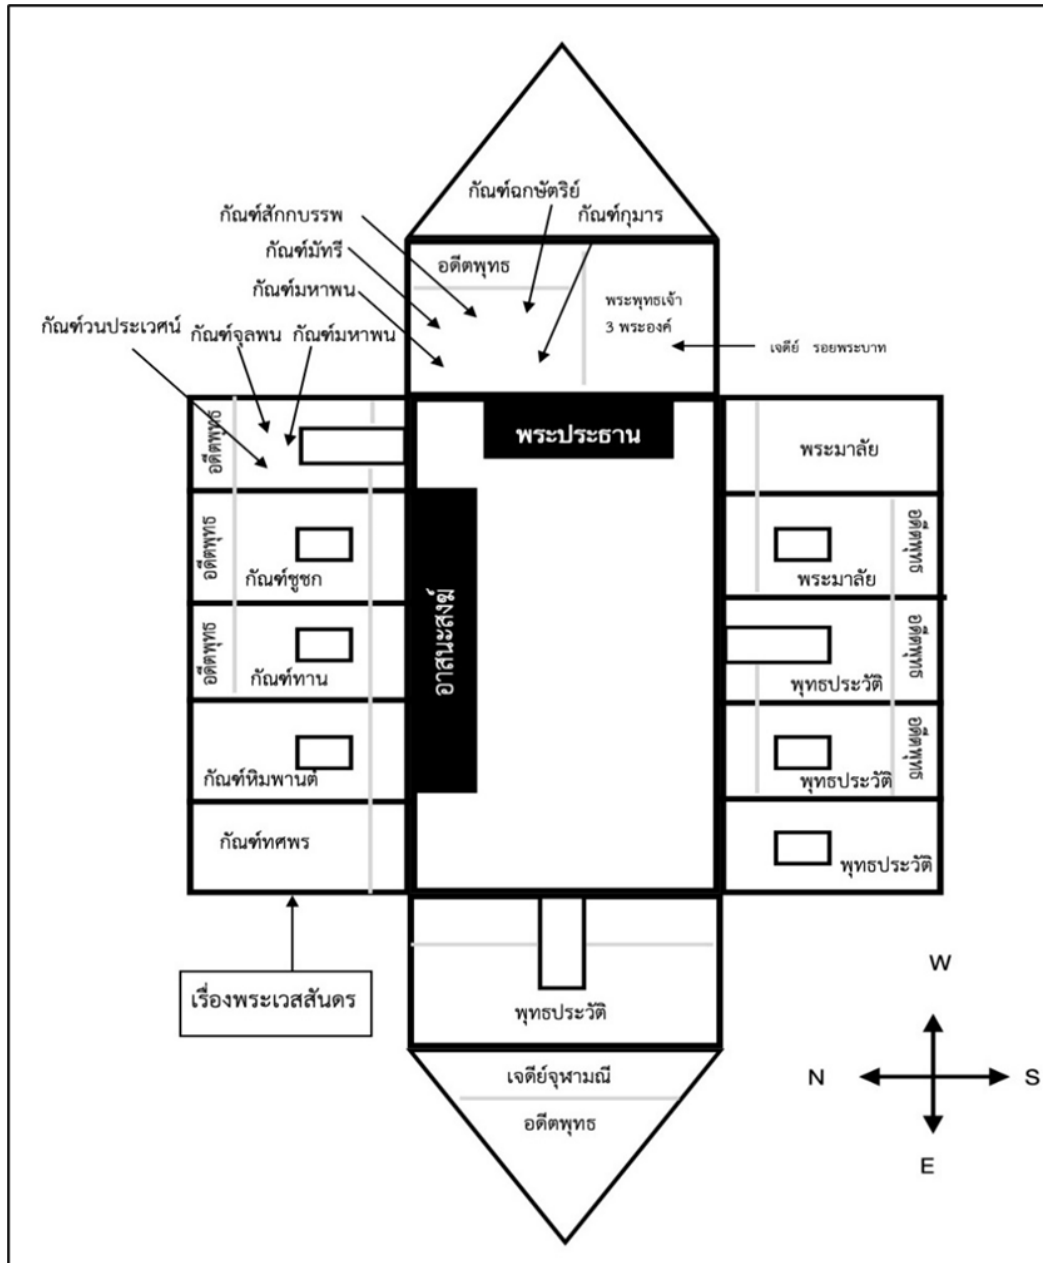 กัณฑ์ฉกษัตริย์
กัณฑ์สักกบรรพ
กัณฑ์กุมาร
กัณฑ์มัทรี
อดีตพุทธ
กัณฑ์มหาพน
พระพุทธเจ้า
3 พระองค์
กัณฑ์วนประเวศน์
กัณฑ์จุลพน
กัณฑ์มหาพน
เจดีย์ รอยพระบาท
อดีตพุทธ
พระประธาน
พระมาลัย
อดีตพุทธ
กัณฑ์ชูชก
อาสนะสงฆ์
พระมาลัย
อดีตพุทธ
อดีตพุทธ
กัณฑ์ทาน
พุทธประวัติ
อดีตพุทธ
กัณฑ์หิมพานต์
พุทธประวัติ
อดีตพุทธ
กัณฑ์ทศพร
พุทธประวัติ
เรื่องพระเวสสันดร
พุทธประวัติ
เจดีย์จุฬามณี
อดีตพุทธ
W
N
S
E